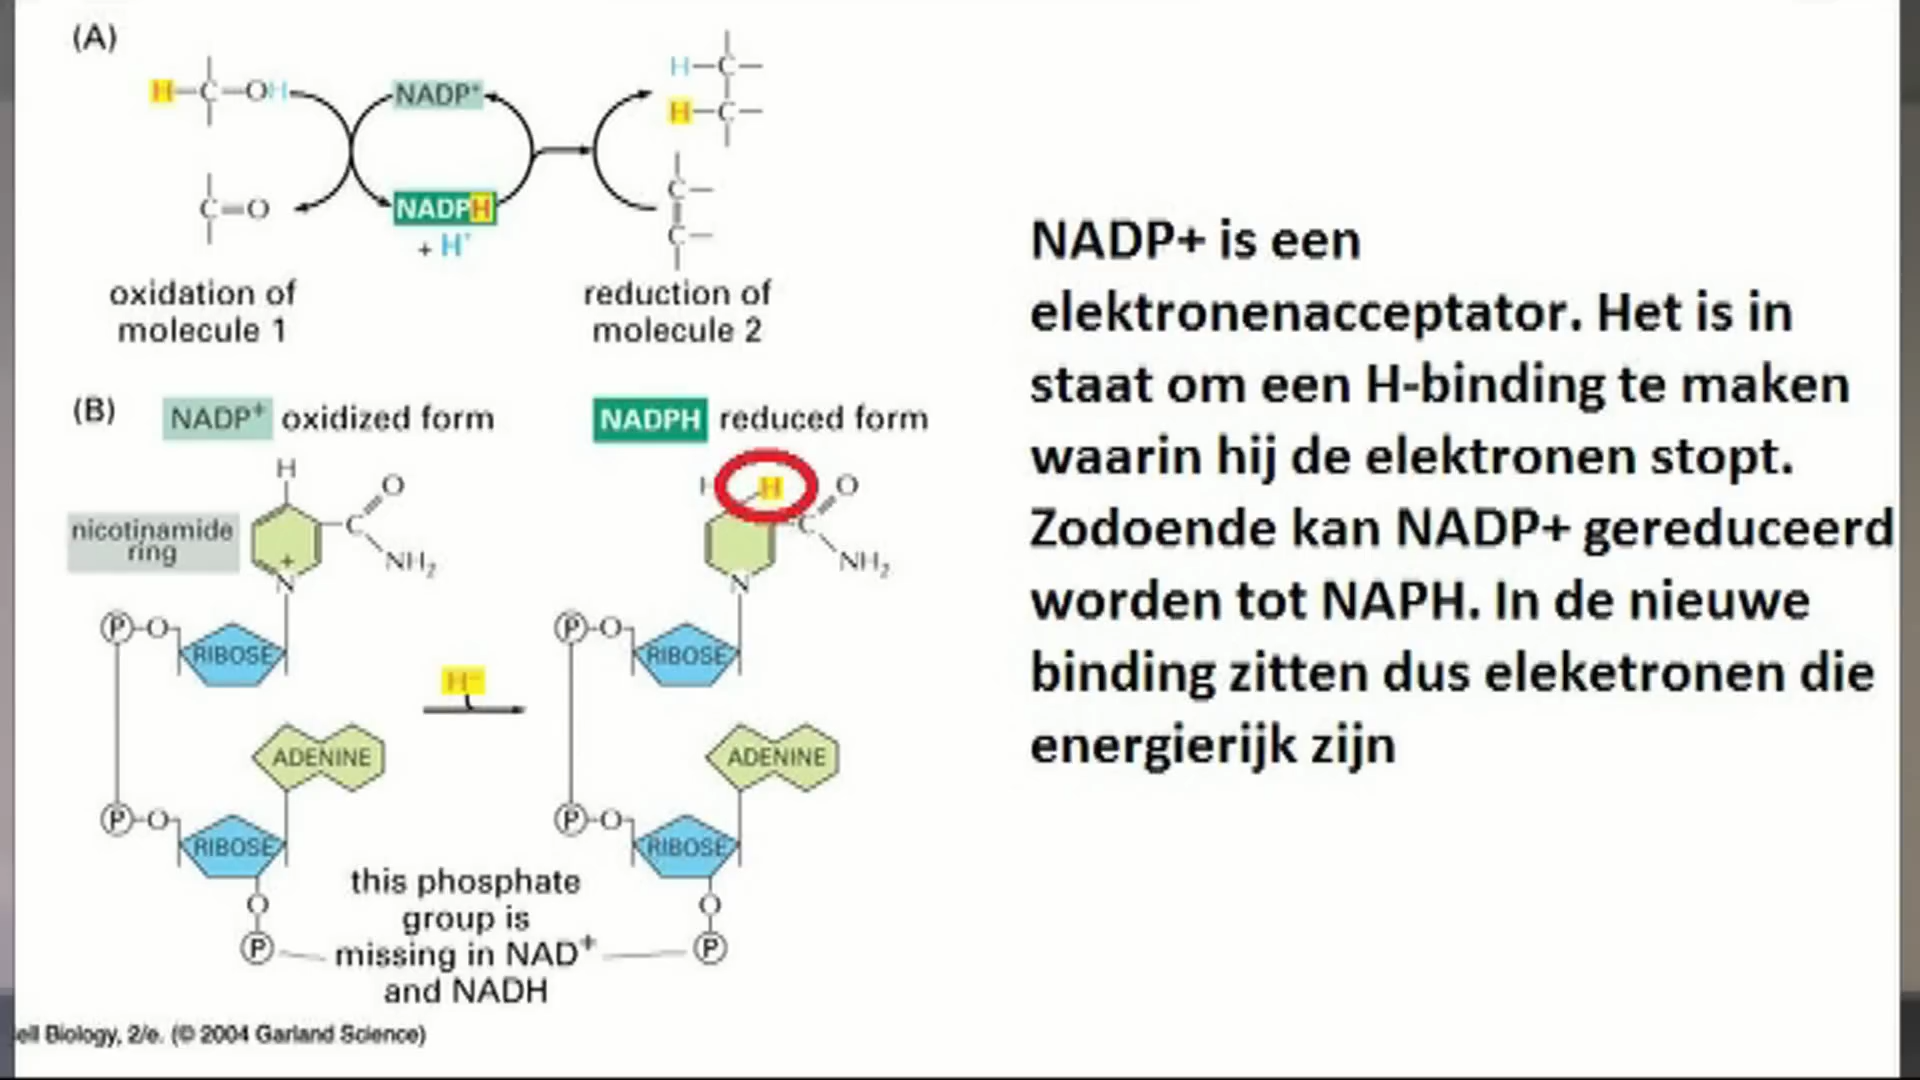 (A)
H–C–OH
NADP+
H–C–
H–C–
C=O
NADPH
+ H+
C–
C–
oxidation of
molecule 1
reduction of
molecule 2
(B)
NADP+ oxidized form
NADPH reduced form
H
O
C
NH2
nicotinamide
ring
+
N
H
H
O
C
NH2
N
P–O
RIBOSE
P–O
RIBOSE
H–
ADENINE
ADENINE
P–O
RIBOSE
P–O
RIBOSE
O
P
O
P
this phosphate
group is
missing in NAD+
and NADH
ell Biology, 2/e. (© 2004 Garland Science)
NADP+ is een
elektronenacceptator. Het is in
staat om een H-binding te maken
waarin hij de elektronen stopt.
Zodoende kan NADP+ gereduceerd
worden tot NAPH. In de nieuwe
binding zitten dus eleketronen die
energierijk zijn